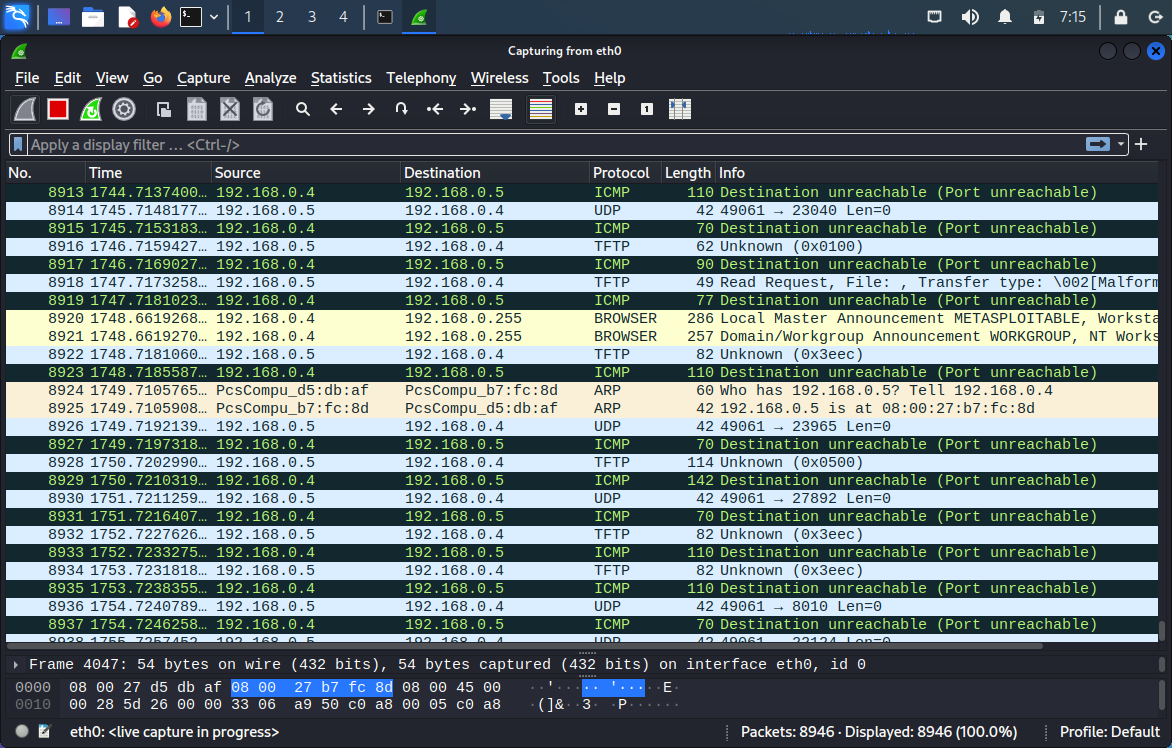 1 2 3 4 7:15
Capturing from eth0
File Edit View Go Capture Analyze Statistics Telephony Wireless Tools Help
Apply a display filter … <Ctrl-/>
No. Time Source Destination Protocol Length Info
8913 1744.7137400… 192.168.0.4 192.168.0.5 ICMP 110 Destination unreachable (Port unreachable)
8914 1745.7148177… 192.168.0.5 192.168.0.4 UDP 42 49061 → 23040 Len=0
8915 1745.7153183… 192.168.0.4 192.168.0.5 ICMP 70 Destination unreachable (Port unreachable)
8916 1746.7159427… 192.168.0.5 192.168.0.4 TFTP 62 Unknown (0x0100)
8917 1746.7169027… 192.168.0.4 192.168.0.5 ICMP 90 Destination unreachable (Port unreachable)
8918 1747.7173258… 192.168.0.5 192.168.0.4 TFTP 49 Read Request, File: , Transfer type: \002[Malform
8919 1747.7181023… 192.168.0.4 192.168.0.5 ICMP 77 Destination unreachable (Port unreachable)
8920 1748.6619268… 192.168.0.4 192.168.0.255 BROWSER 286 Local Master Announcement METASPLOITABLE, Worksta
8921 1748.6619270… 192.168.0.4 192.168.0.255 BROWSER 257 Domain/Workgroup Announcement WORKGROUP, NT Works
8922 1748.7181060… 192.168.0.5 192.168.0.4 TFTP 82 Unknown (0x3eec)
8923 1748.7185587… 192.168.0.4 192.168.0.5 ICMP 110 Destination unreachable (Port unreachable)
8924 1749.7105765… PcsCompu_d5:db:af PcsCompu_b7:fc:8d ARP 60 Who has 192.168.0.5? Tell 192.168.0.4
8925 1749.7105908… PcsCompu_b7:fc:8d PcsCompu_d5:db:af ARP 42 192.168.0.5 is at 08:00:27:b7:fc:8d
8926 1749.7192139… 192.168.0.5 192.168.0.4 UDP 42 49061 → 23965 Len=0
8927 1749.7197318… 192.168.0.4 192.168.0.5 ICMP 70 Destination unreachable (Port unreachable)
8928 1750.7202990… 192.168.0.5 192.168.0.4 TFTP 114 Unknown (0x0500)
8929 1750.7210319… 192.168.0.4 192.168.0.5 ICMP 142 Destination unreachable (Port unreachable)
8930 1751.7211259… 192.168.0.5 192.168.0.4 UDP 42 49061 → 27892 Len=0
8931 1751.7216407… 192.168.0.4 192.168.0.5 ICMP 70 Destination unreachable (Port unreachable)
8932 1752.7227626… 192.168.0.5 192.168.0.4 TFTP 82 Unknown (0x3eec)
8933 1752.7233275… 192.168.0.4 192.168.0.5 ICMP 110 Destination unreachable (Port unreachable)
8934 1753.7231818… 192.168.0.5 192.168.0.4 TFTP 82 Unknown (0x3eec)
8935 1753.7238355… 192.168.0.4 192.168.0.5 ICMP 110 Destination unreachable (Port unreachable)
8936 1754.7240789… 192.168.0.5 192.168.0.4 UDP 42 49061 → 8010 Len=0
8937 1754.7246258… 192.168.0.4 192.168.0.5 ICMP 70 Destination unreachable (Port unreachable)
8938 1755.7257452… 192.168.0.5 192.168.0.4 UDP 42 49061 → 22124 Len=0
Frame 4047: 54 bytes on wire (432 bits), 54 bytes captured (432 bits) on interface eth0, id 0
0000 08 00 27 d5 db af 08 00 27 b7 fc 8d 08 00 45 00 ··'··· ·· '··· ··E·
0010 00 28 5d 26 00 00 33 06 a9 50 c0 a8 00 05 c0 a8 ·(]&··3· ·P······
eth0: <live capture in progress> Packets: 8946 · Displayed: 8946 (100.0%) Profile: Default